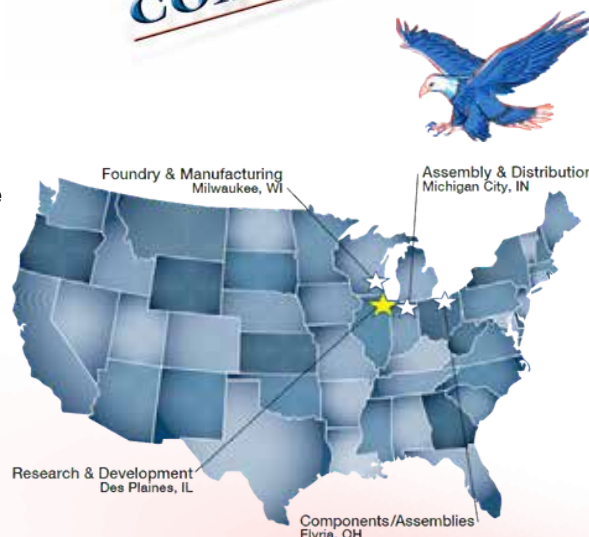 Foundry & Manufacturing
Milwaukee, WI
Assembly & Distribution
Michigan City, IN
Research & Development
Des Plaines, IL
Components/Assemblies
Elyria, OH